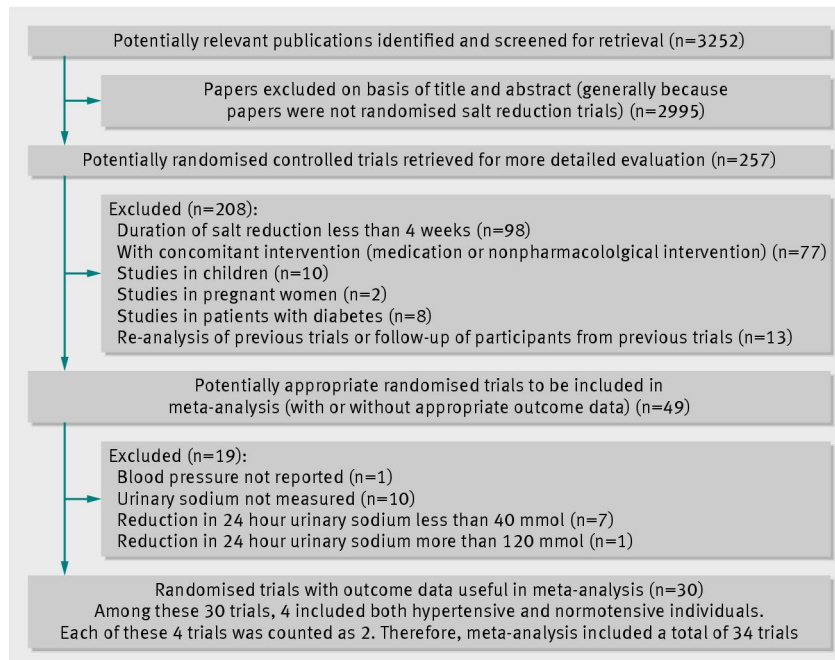 Potentially relevant publications identified and screened for retrieval (n=3252)
Papers excluded on basis of title and abstract (generally because
papers were not randomised salt reduction trials) (n=2995)
Potentially randomised controlled trials retrieved for more detailed evaluation (n=257)
Excluded (n=208):
Duration of salt reduction less than 4 weeks (n=98)
With concomitant intervention (medication or nonpharmacololgical intervention) (n=77)
Studies in children (n=10)
Studies in pregnant women (n=2)
Studies in patients with diabetes (n=8)
Re-analysis of previous trials or follow-up of participants from previous trials (n=13)
Potentially appropriate randomised trials to be included in
meta-analysis (with or without appropriate outcome data) (n=49)
Excluded (n=19):
Blood pressure not reported (n=1)
Urinary sodium not measured (n=10)
Reduction in 24 hour urinary sodium less than 40 mmol (n=7)
Reduction in 24 hour urinary sodium more than 120 mmol (n=1)
Randomised trials with outcome data useful in meta-analysis (n=30)
Among these 30 trials, 4 included both hypertensive and normotensive individuals.
Each of these 4 trials was counted as 2. Therefore, meta-analysis included a total of 34 trials